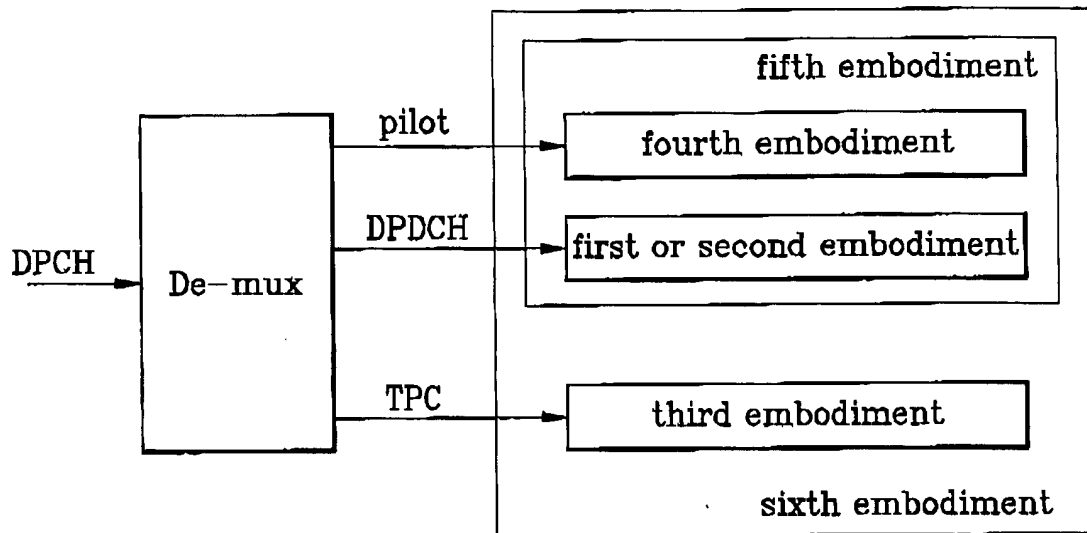 fifth embodiment
pilot
fourth embodiment
DPDCH
first or second embodiment
DPCH
De-mux
TPC
third embodiment
sixth embodiment